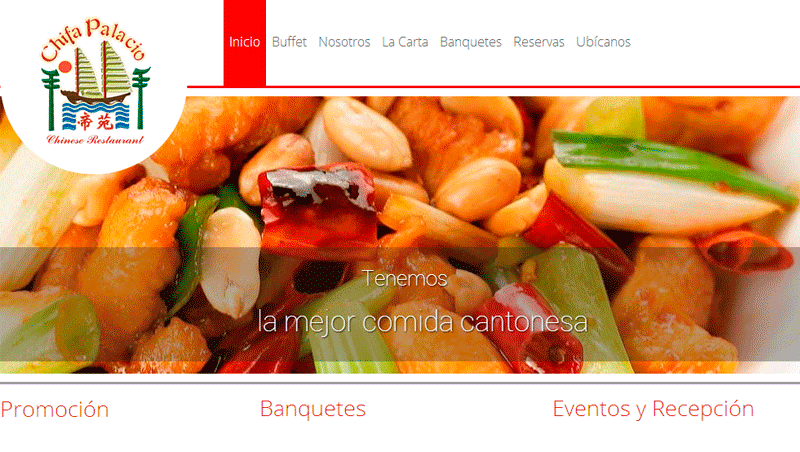 Chifa Palacio
帝苑
Chinese Restaurant
Inicio Buffet Nosotros La Carta Banquetes Reservas Ubícanos
Tenemos
la mejor comida cantonesa
Promoción Banquetes Eventos y Recepción